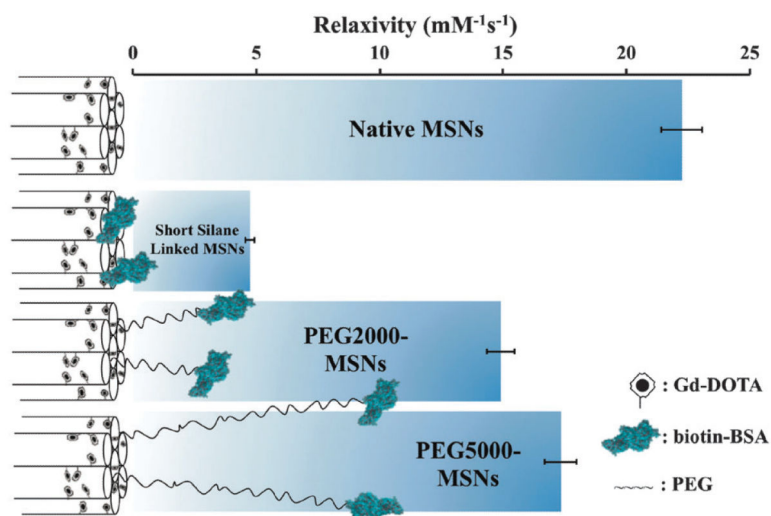 Relaxivity (mM⁻¹s⁻¹)
0 5 10 15 20 25
Native MSNs
Short Silane
Linked MSNs
PEG2000-
MSNs
PEG5000-
MSNs
: Gd-DOTA
: biotin-BSA
: PEG